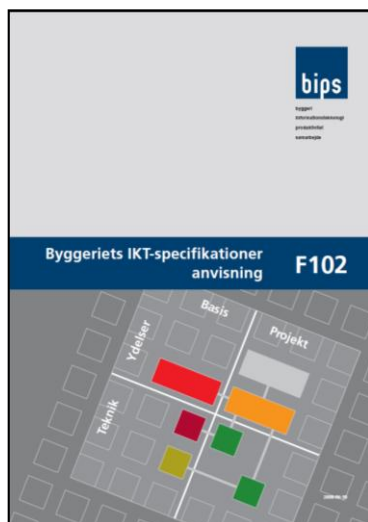 bips
byggeri
informationsteknologi
produktivitet
samarbejde
Byggeriets IKT-specifikationer
anvisning
F102
Basis
Projekt
Ydelser
Teknik